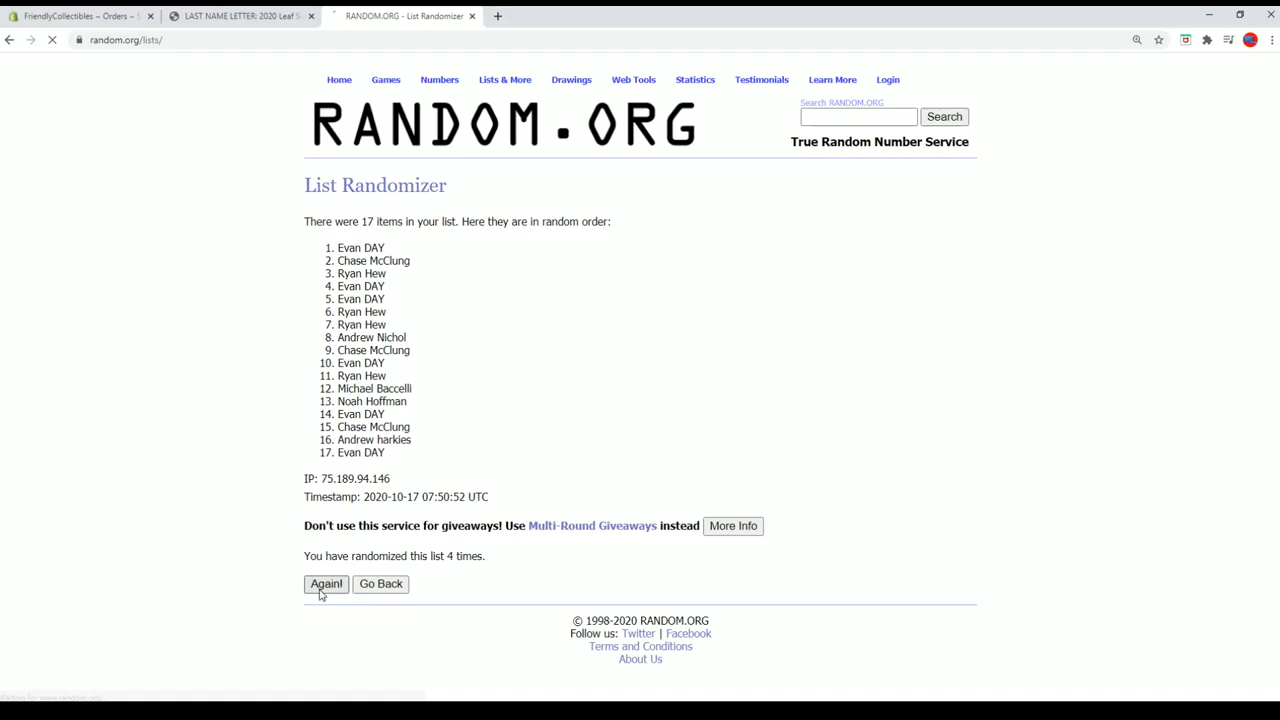 FriendlyCollectibles ~ Orders ~ S
LAST NAME LETTER: 2020 Leaf S
RANDOM.ORG - List Randomizer
random.org/lists/
Home Games Numbers Lists & More Drawings Web Tools Statistics Testimonials Learn More Login
RANDOM.ORG
Search RANDOM.ORG
Search
True Random Number Service
List Randomizer
There were 17 items in your list. Here they are in random order:
1. Evan DAY
2. Chase McClung
3. Ryan Hew
4. Evan DAY
5. Evan DAY
6. Ryan Hew
7. Ryan Hew
8. Andrew Nichol
9. Chase McClung
10. Evan DAY
11. Ryan Hew
12. Michael Baccelli
13. Noah Hoffman
14. Evan DAY
15. Chase McClung
16. Andrew harkies
17. Evan DAY
IP: 75.189.94.146
Timestamp: 2020-10-17 07:50:52 UTC
Don't use this service for giveaways! Use Multi-Round Giveaways instead More Info
You have randomized this list 4 times.
Again! Go Back
© 1998-2020 RANDOM.ORG
Follow us: Twitter | Facebook
Terms and Conditions
About Us
Waiting for www.random.org...